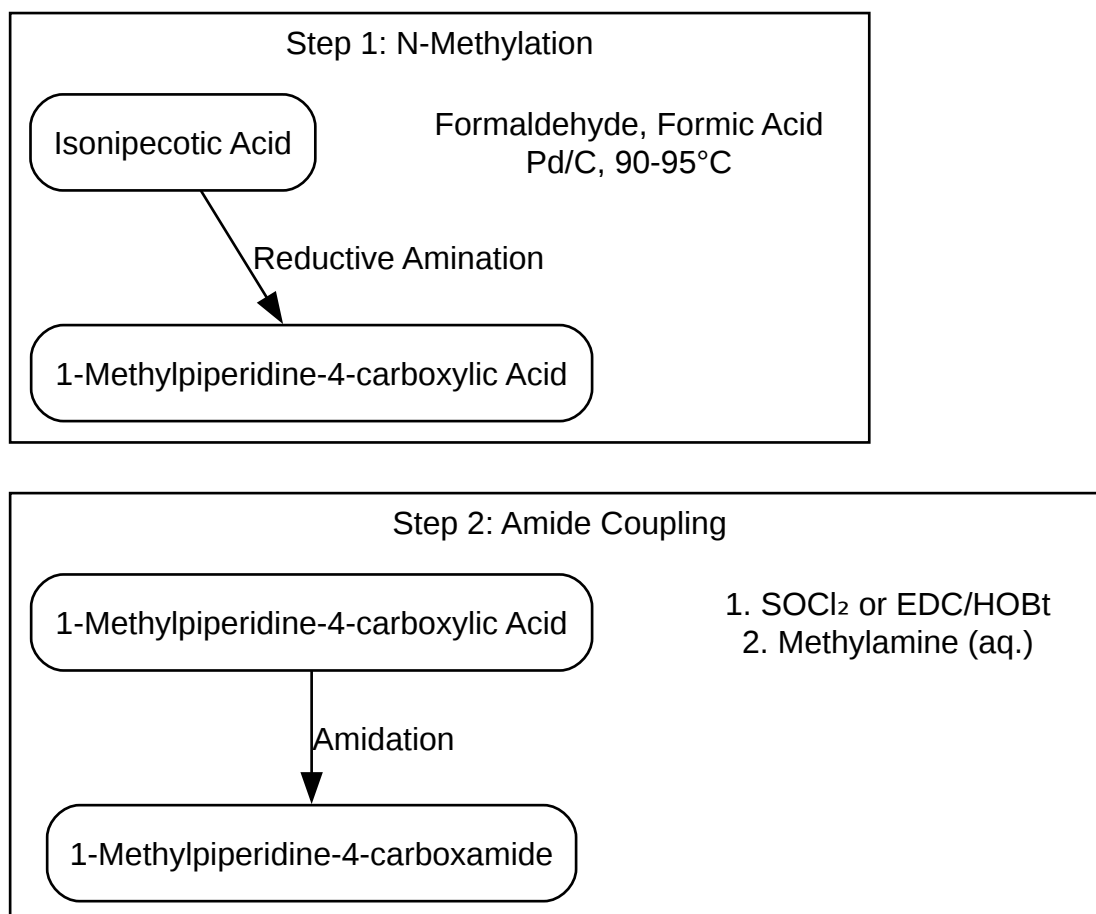 Step 1: N-Methylation
Isonipecotic Acid
Formaldehyde, Formic Acid
Pd/C, 90-95°C
Reductive Amination
1-Methylpiperidine-4-carboxylic Acid
Step 2: Amide Coupling
1-Methylpiperidine-4-carboxylic Acid
1. SOCl₂ or EDC/HOBt
2. Methylamine (aq.)
Amidation
1-Methylpiperidine-4-carboxamide